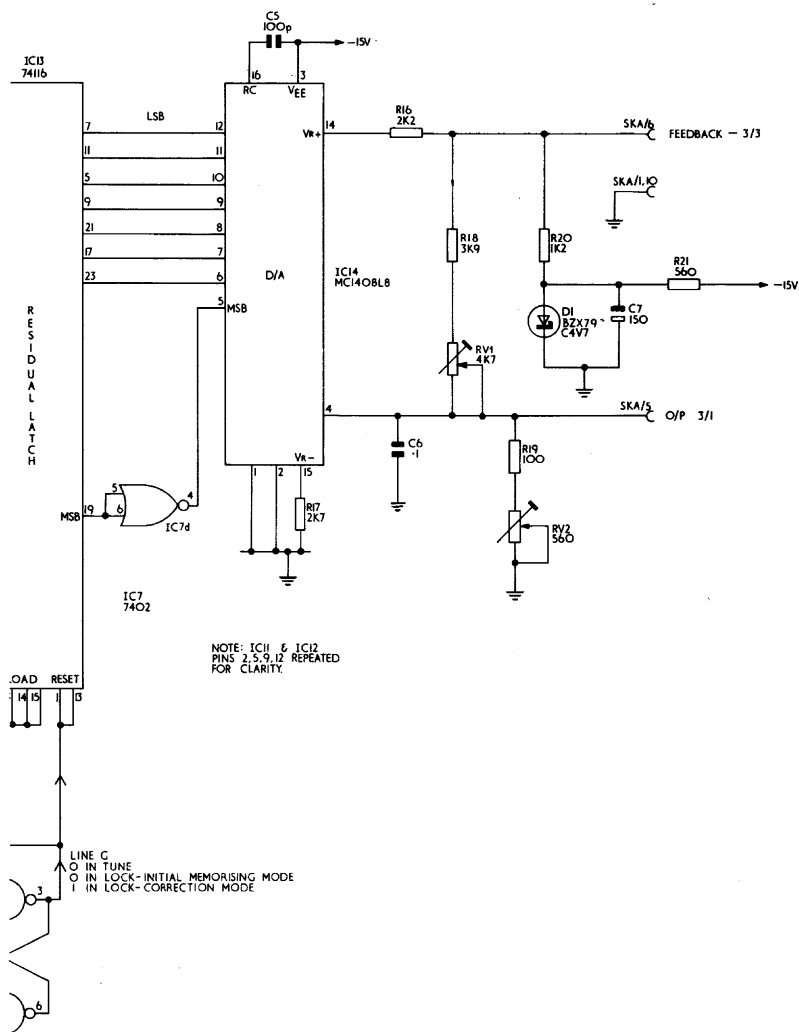 C5
100p
-15V
IC13
74116
16
3
RC
VEE
LSB
7
12
VR+
14
R16
2K2
SKA/6
FEEDBACK - 3/3
11
11
5
10
SKA/1,10
9
9
21
8
R18
3K9
R20
1K2
17
7
R21
560
23
6
D/A
IC14
MC1408L8
-15V
5
MSB
RESIDUAL LATCH
D1
BZX79
C4V7
C7
150
RV1
4K7
4
SKA/5
O/P 3/1
C6
.1
R19
100
VR-
1
2
15
5
4
MSB
19
6
IC7d
R17
2K7
RV2
560
IC7
7402
NOTE: IC11 & IC12
PINS 2,5,9,12 REPEATED
FOR CLARITY.
OAD
RESET
14
15
1
13
LINE G
0 IN TUNE
0 IN LOCK-INITIAL MEMORISING MODE
1 IN LOCK-CORRECTION MODE
3
6